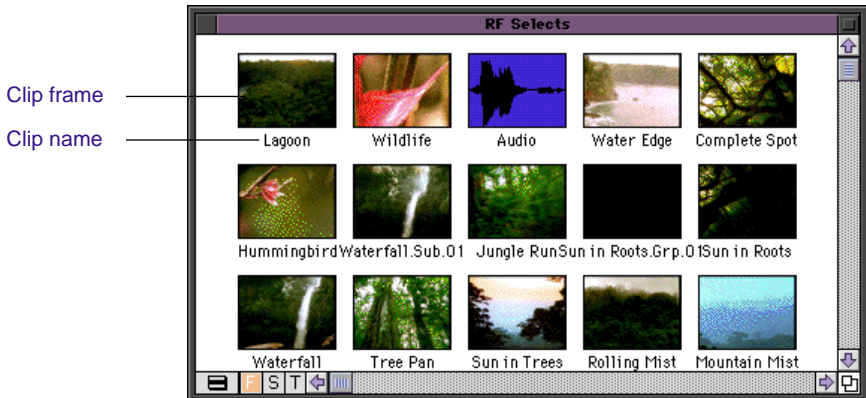 RF Selects
Clip frame
Clip name
Lagoon
Wildlife
Audio
Water Edge
Complete Spot
Hummingbird
Waterfall.Sub.01
Jungle Run
Sun in Roots.Grp.01
Sun in Roots
Waterfall
Tree Pan
Sun in Trees
Rolling Mist
Mountain Mist
F S T